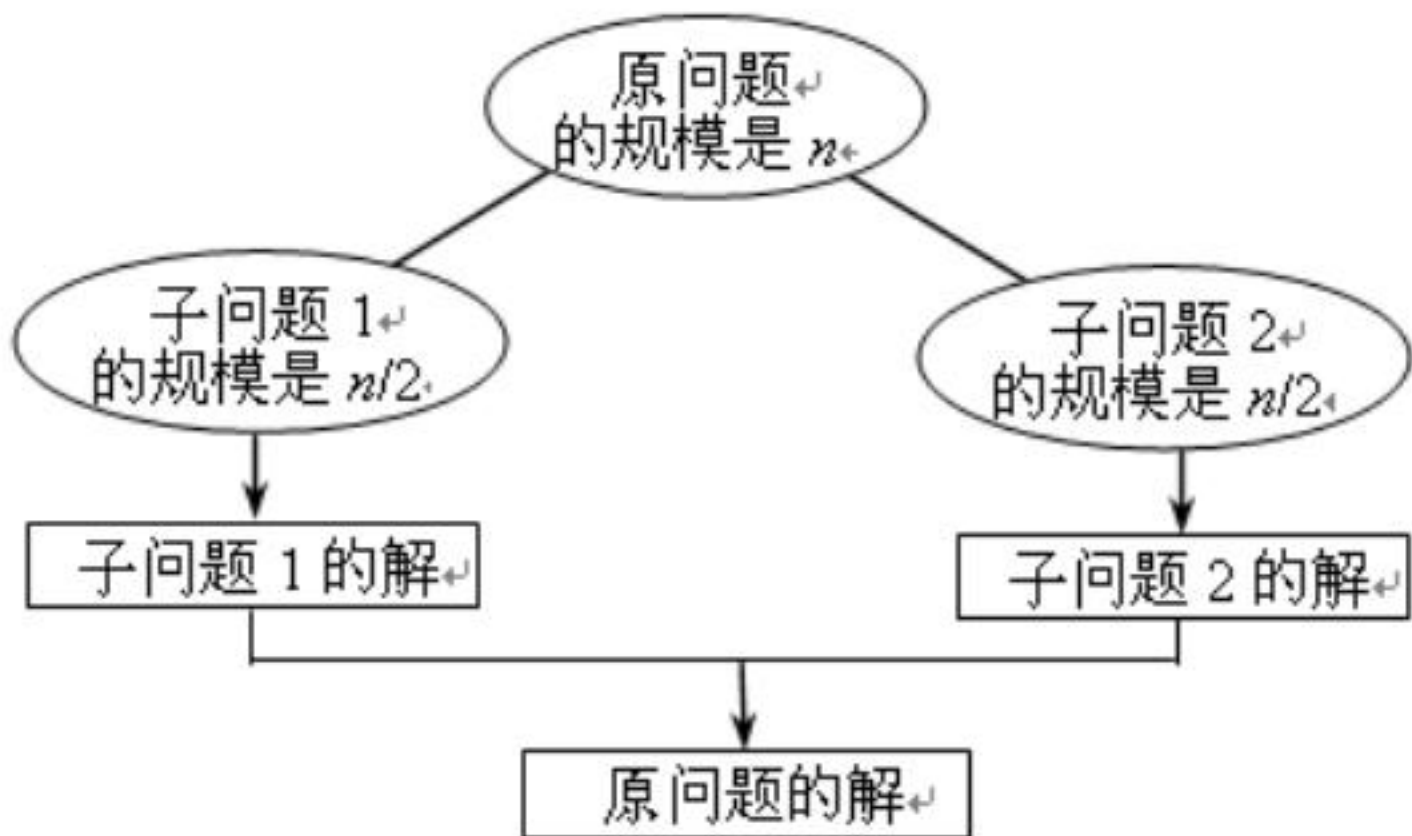 原问题
的规模是 n
子问题 1
的规模是 n/2
子问题 2
的规模是 n/2
子问题 1 的解
子问题 2 的解
原问题的解